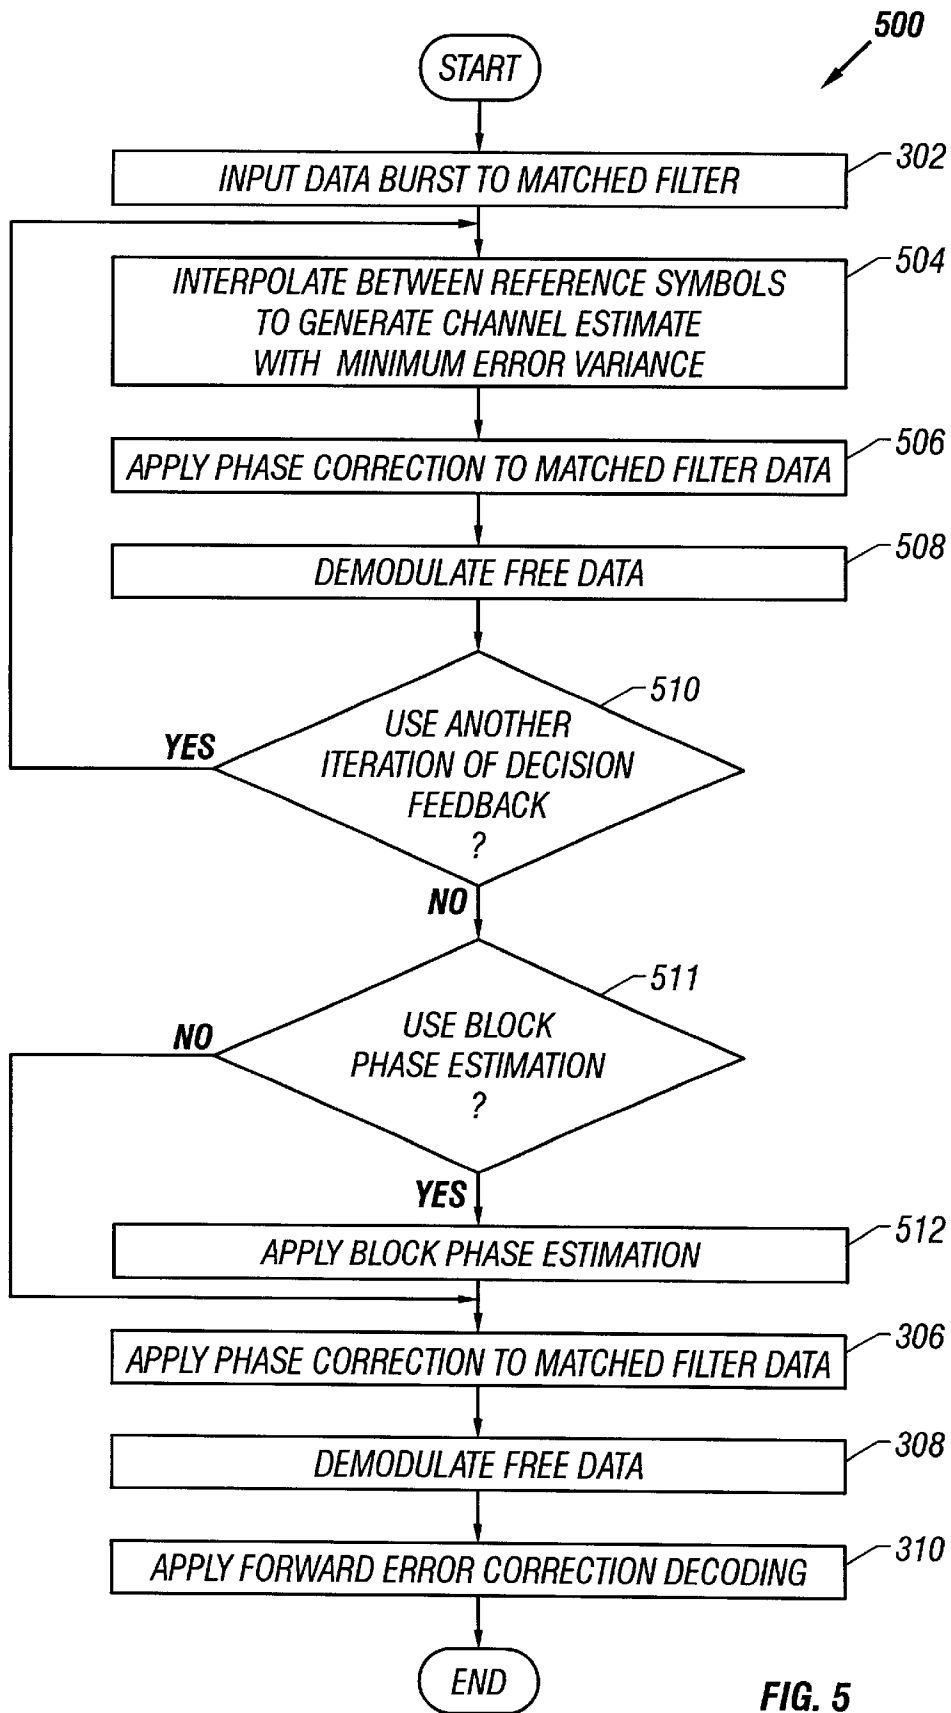 500
START
302
INPUT DATA BURST TO MATCHED FILTER
504
INTERPOLATE BETWEEN REFERENCE SYMBOLS
TO GENERATE CHANNEL ESTIMATE
WITH MINIMUM ERROR VARIANCE
506
APPLY PHASE CORRECTION TO MATCHED FILTER DATA
508
DEMODULATE FREE DATA
510
USE ANOTHER
ITERATION OF DECISION
FEEDBACK
?
YES
NO
511
USE BLOCK
PHASE ESTIMATION
?
NO
YES
512
APPLY BLOCK PHASE ESTIMATION
306
APPLY PHASE CORRECTION TO MATCHED FILTER DATA
308
DEMODULATE FREE DATA
310
APPLY FORWARD ERROR CORRECTION DECODING
END
FIG. 5